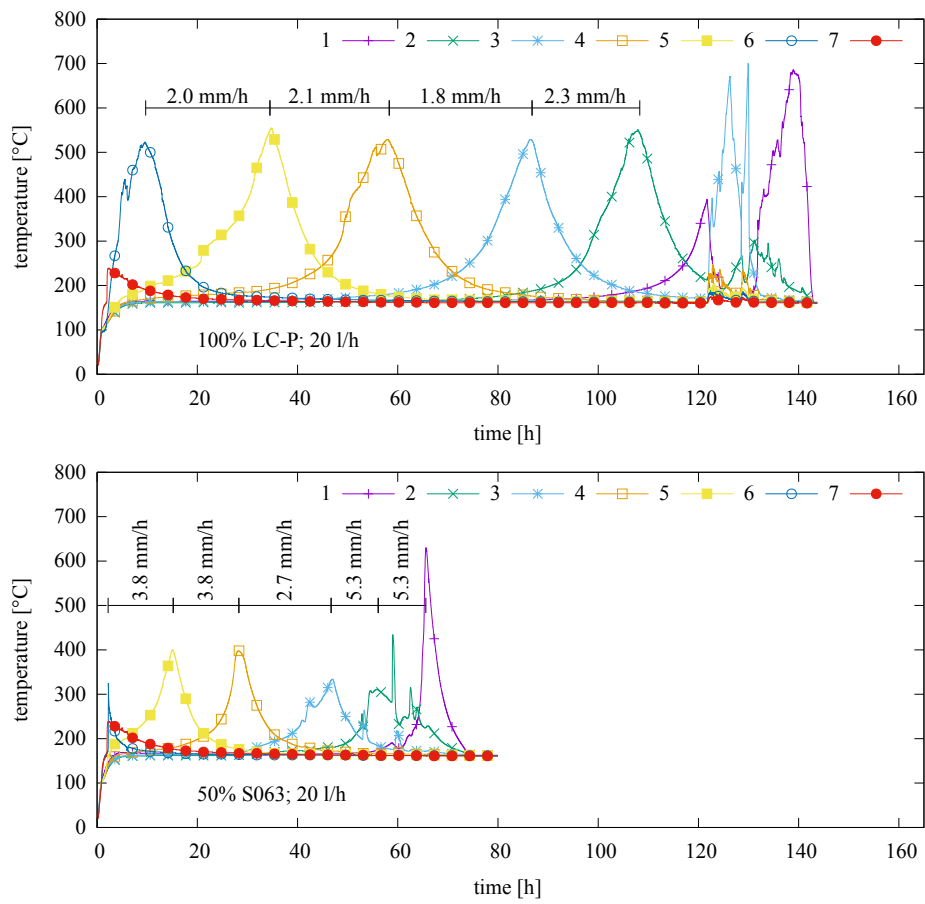 800
700
600
500
400
300
200
100
0
temperature [°C]
1 2 3 4 5 6 7
2.0 mm/h 2.1 mm/h 1.8 mm/h 2.3 mm/h
100% LC-P; 20 l/h
0 20 40 60 80 100 120 140 160
time [h]
800
700
600
500
400
300
200
100
0
temperature [°C]
1 2 3 4 5 6 7
3.8 mm/h
3.8 mm/h
2.7 mm/h
5.3 mm/h
5.3 mm/h
50% S063; 20 l/h
0 20 40 60 80 100 120 140 160
time [h]